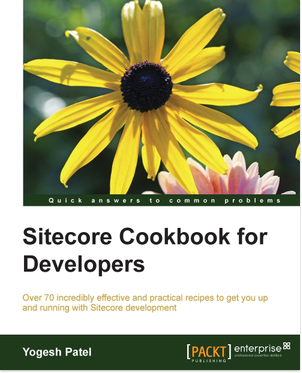 Quick answers to common problems
Sitecore Cookbook for
Developers
Over 70 incredibly effective and practical recipes to get you up
and running with Sitecore development
Yogesh Patel
[PACKT] enterprise
PUBLISHING